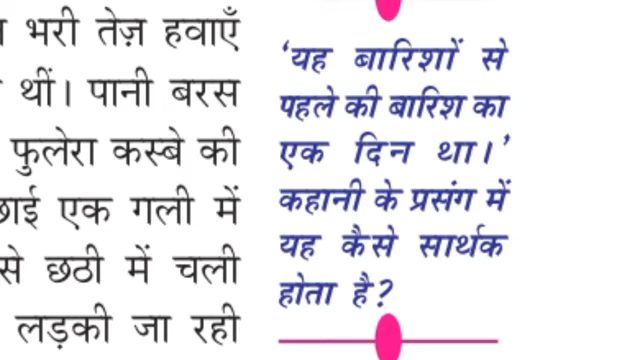 भरी तेज़ हवाएँ
थीं। पानी बरस
फुलेरा कस्बे की
एक गली में
से छठी में चली
लड़की जा रही
‘यह बारिशों से
पहले की बारिश का
एक दिन था।’
कहानी के प्रसंग में
यह कैसे सार्थक
होता है?